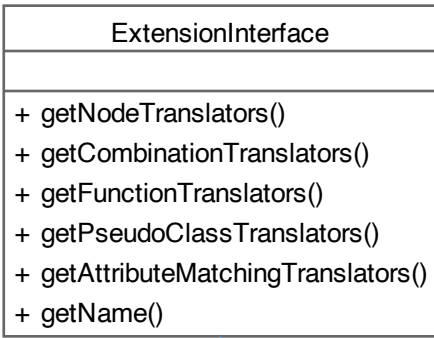 ExtensionInterface
+ getNodeTranslators()
+ getCombinationTranslators()
+ getFunctionTranslators()
+ getPseudoClassTranslators()
+ getAttributeMatchingTranslators()
+ getName()